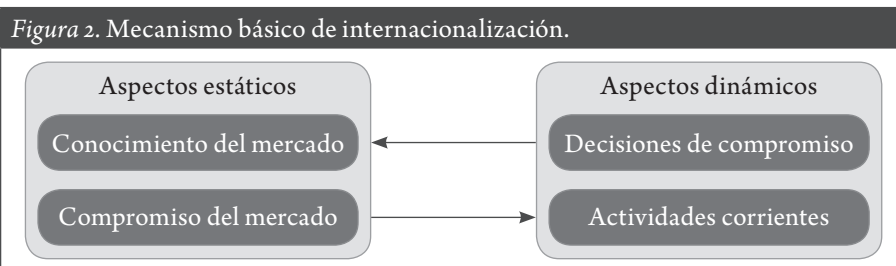 Figura 2. Mecanismo básico de internacionalización.
Aspectos estáticos
Conocimiento del mercado
Compromiso del mercado
Aspectos dinámicos
Decisiones de compromiso
Actividades corrientes